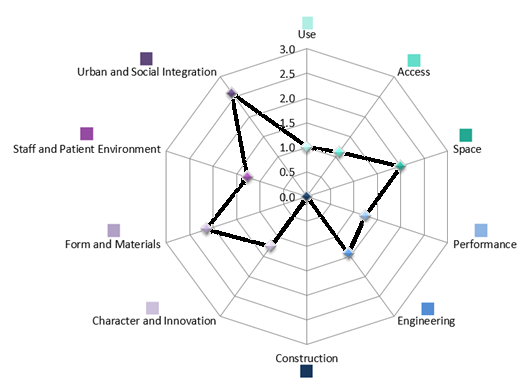 Use
3.0
Urban and Social Integration
Access
2.5
2.0
Staff and Patient Environment
1.5
Space
1.0
0.5
0.0
Form and Materials
Performance
Character and Innovation
Engineering
Construction